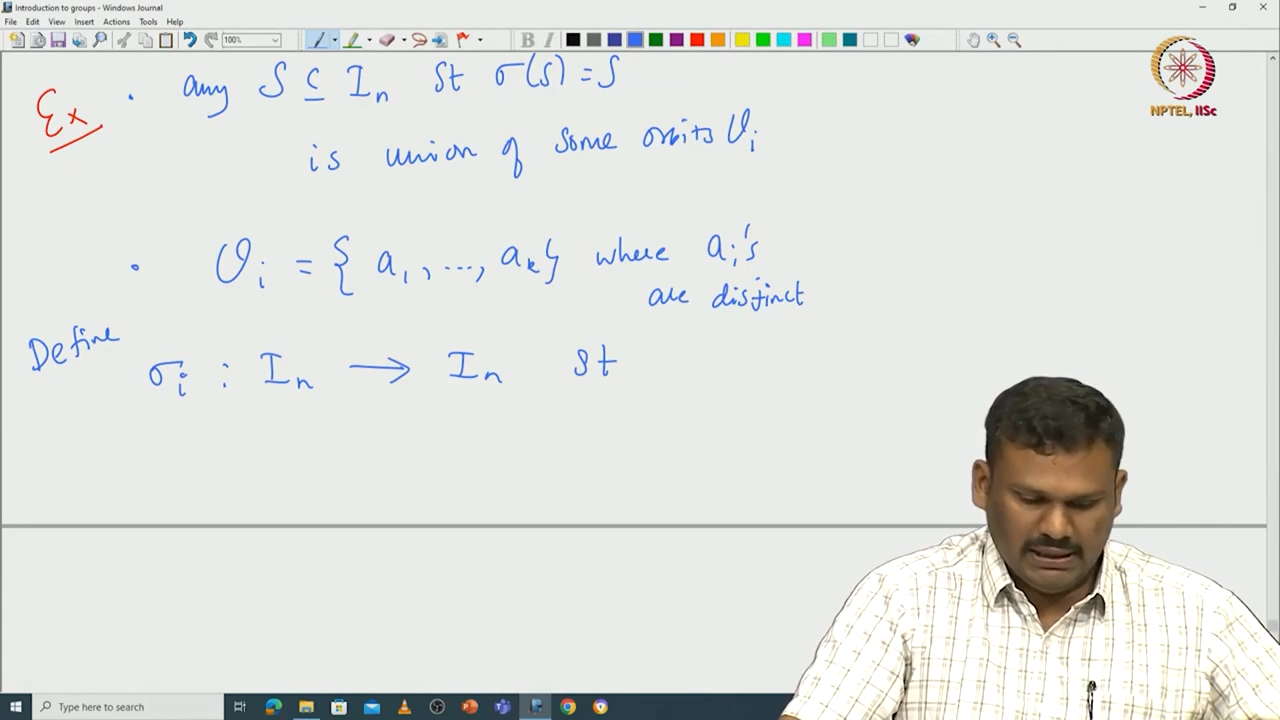 Introduction to groups - Windows Journal
File Edit View Insert Actions Tools Help
100%
B I
NPTEL, IISc
Ex . any S ⊆ Iₙ St σ(S) = S
is union of some orbits 𝒪ᵢ
. 𝒪ᵢ = { a₁, ..., aₖ} where aᵢ's
are distinct
Define
σᵢ : Iₙ → Iₙ St
Type here to search